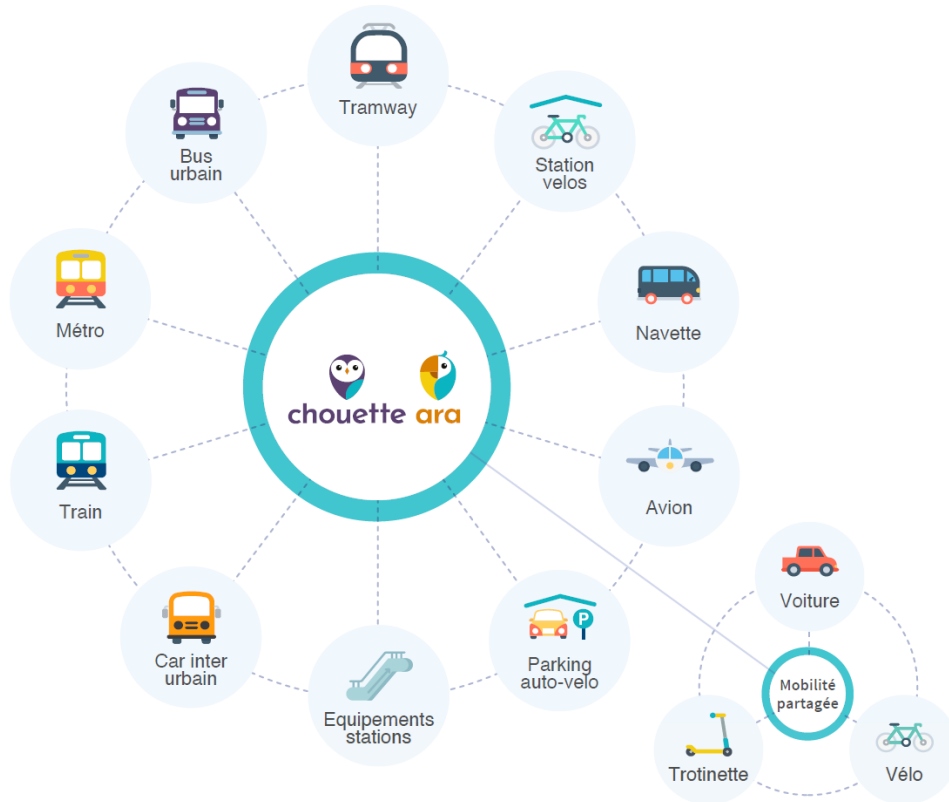 Tramway
Bus
urbain
Station
velos
Métro
Navette
chouette ara
Train
Avion
Voiture
Car inter
urbain
P
Parking
auto-velo
Equipements
stations
Mobilité
partagée
Trotinette
Vélo